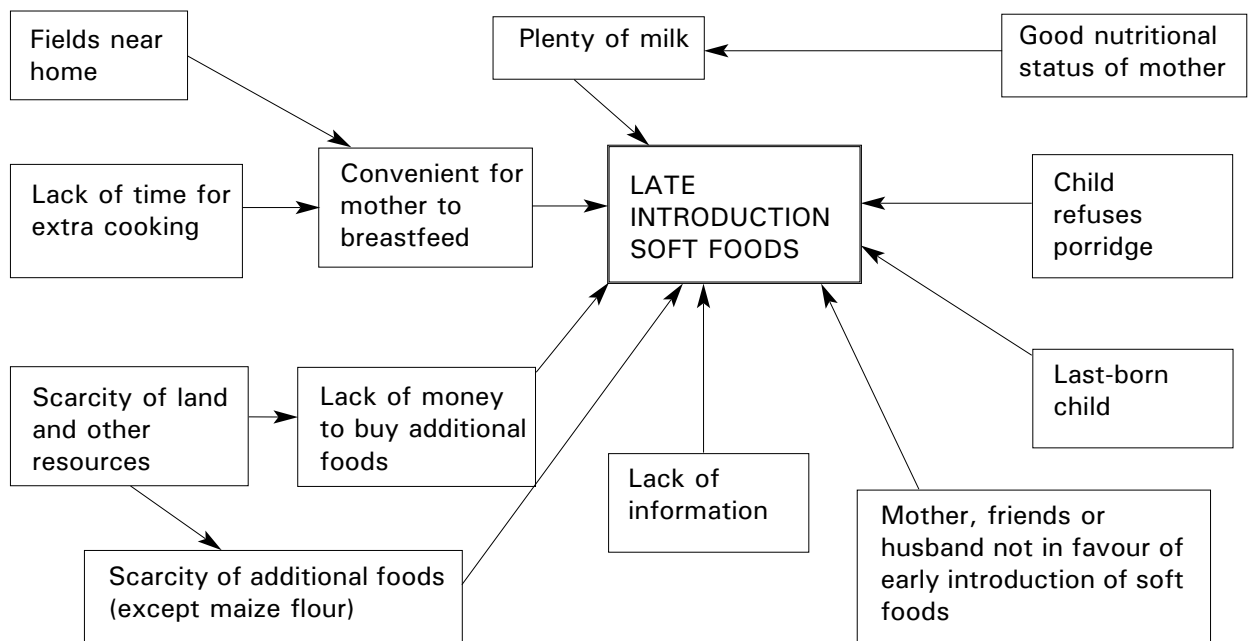 Fields near
home
Plenty of milk
Good nutritional
status of mother
Lack of time for
extra cooking
Convenient for
mother to
breastfeed
LATE
INTRODUCTION
SOFT FOODS
Child
refuses
porridge
Scarcity of land
and other
resources
Lack of money
to buy additional
foods
Last-born
child
Lack of
information
Mother, friends or
husband not in favour of
early introduction of soft
foods
Scarcity of additional foods
(except maize flour)